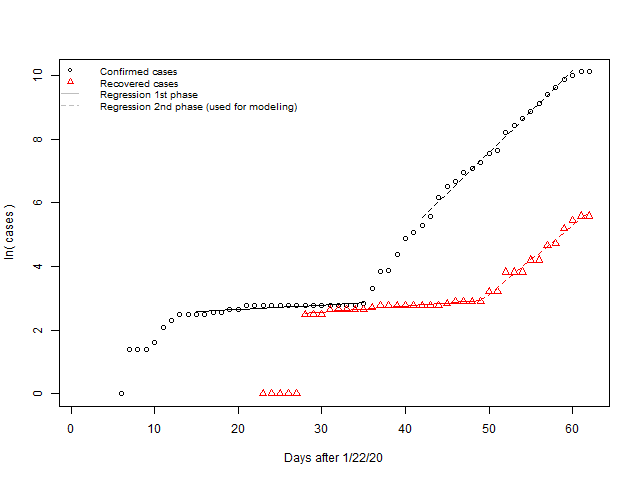 Confirmed cases
Recovered cases
Regression 1st phase
Regression 2nd phase (used for modeling)
ln( cases )
10
8
6
4
2
0
0 10 20 30 40 50 60
Days after 1/22/20